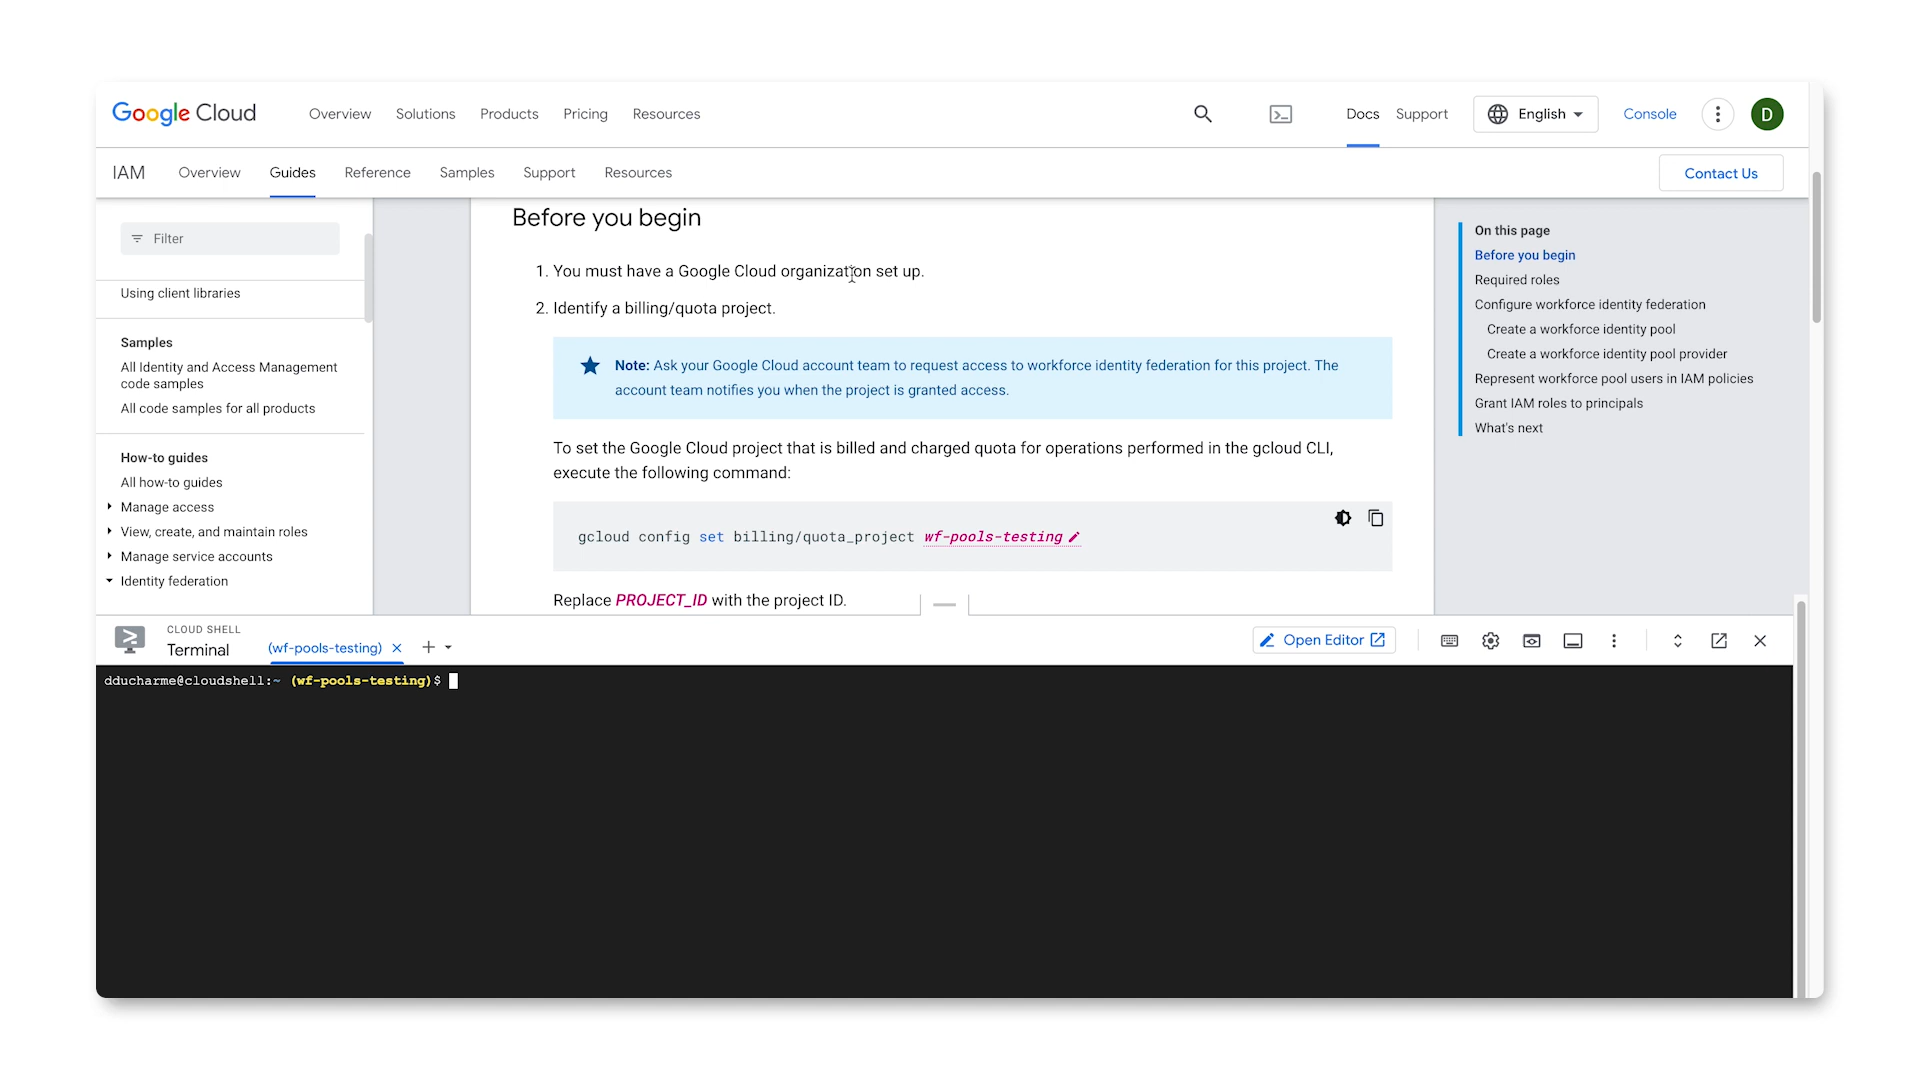 Google Cloud
Overview Solutions Products Pricing Resources
Docs Support English Console D
IAM Overview Guides Reference Samples Support Resources
Contact Us
Filter
Using client libraries
Samples
All Identity and Access Management
code samples
All code samples for all products
How-to guides
All how-to guides
Manage access
View, create, and maintain roles
Manage service accounts
Identity federation
Before you begin
1. You must have a Google Cloud organization set up.
2. Identify a billing/quota project.
Note: Ask your Google Cloud account team to request access to workforce identity federation for this project. The
account team notifies you when the project is granted access.
To set the Google Cloud project that is billed and charged quota for operations performed in the gcloud CLI,
execute the following command:
gcloud config set billing/quota_project wf-pools-testing
Replace PROJECT_ID with the project ID.
On this page
Before you begin
Required roles
Configure workforce identity federation
Create a workforce identity pool
Create a workforce identity pool provider
Represent workforce pool users in IAM policies
Grant IAM roles to principals
What's next
CLOUD SHELL
Terminal
(wf-pools-testing)
Open Editor
dducharme@cloudshell:~ (wf-pools-testing)$